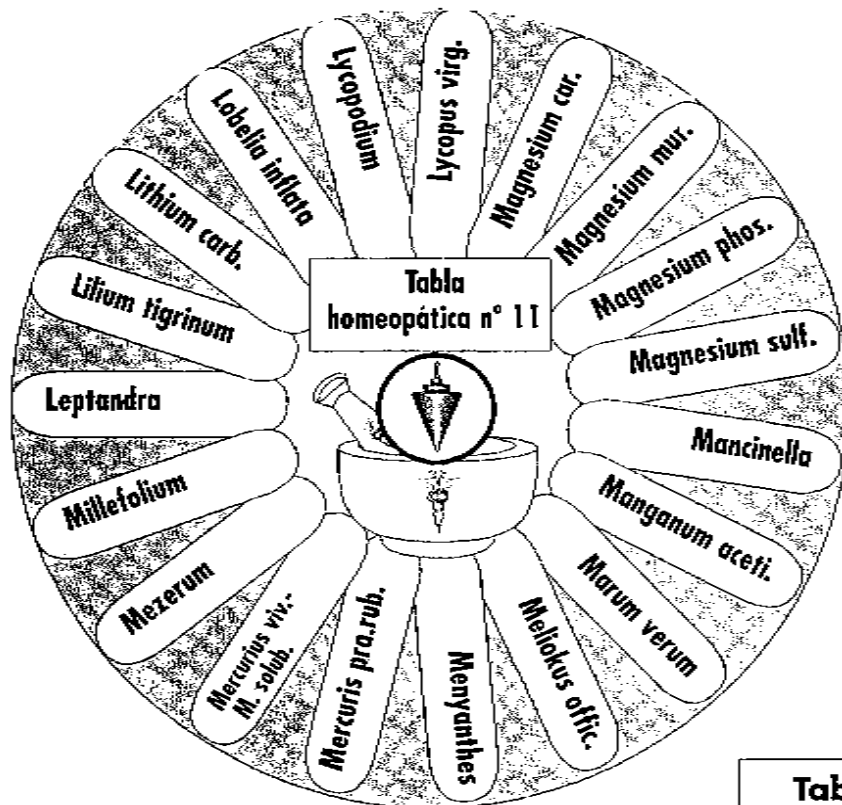 Tabla
homeopática n° 11
Leptandra
Lilium tigrinum
Lithium carb.
Lobelia inflata
Lycopodium
Lycopus virg.
Magnesium car.
Magnesium mur.
Magnesium phos.
Magnesium sulf.
Mancinella
Manganum aceti.
Marum verum
Meliokus offic.
Menyanthes
Mercuris pra.rub.
Mercurius viv.-
M. solub.
Mezerum
Millefolium
Tab